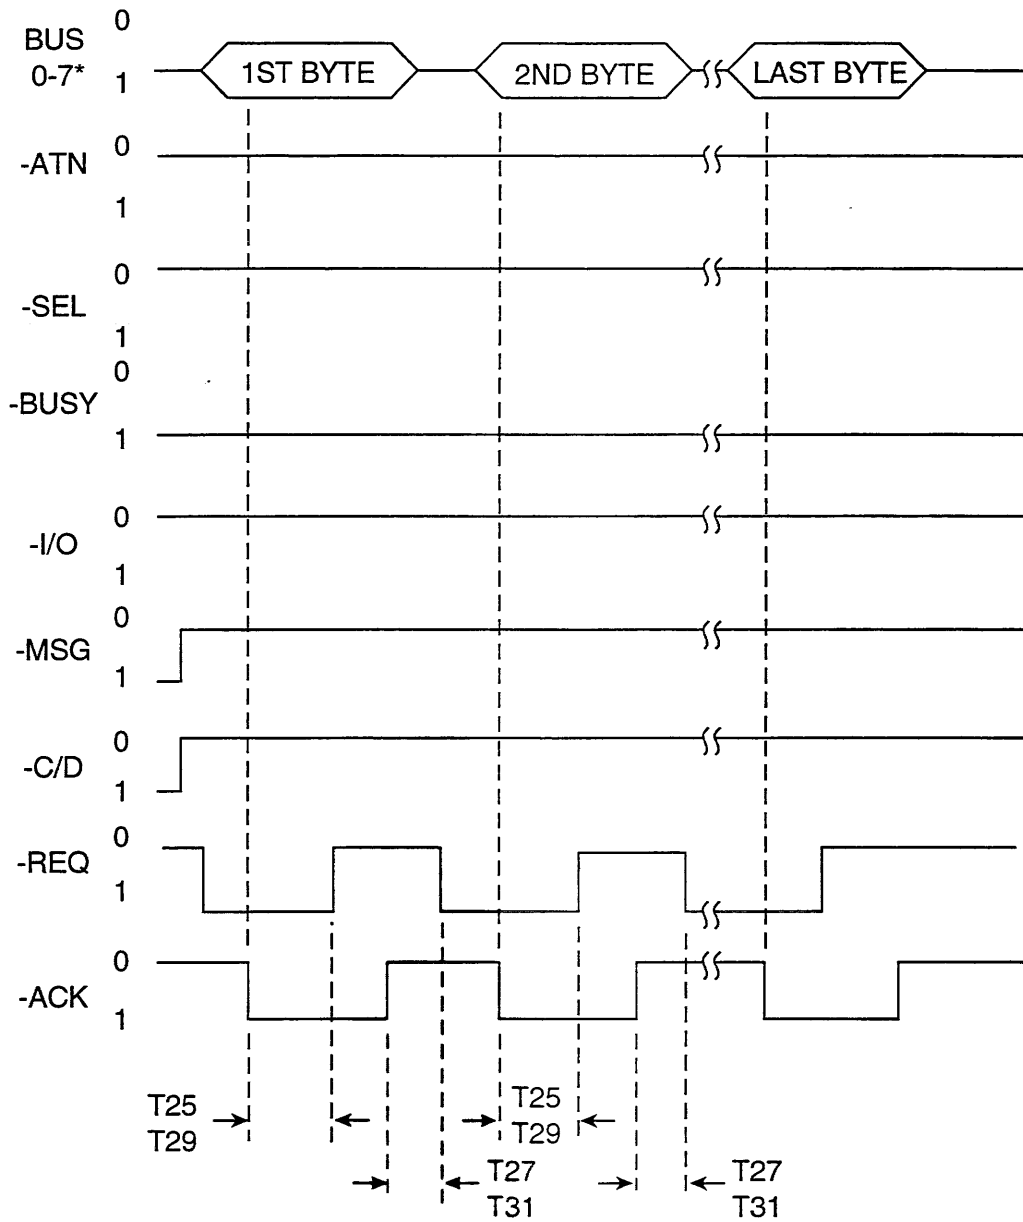 0
BUS
0-7*
1
1ST BYTE
2ND BYTE
LAST BYTE
0
-ATN
1
0
-SEL
1
0
-BUSY
1
0
-I/O
1
0
-MSG
1
0
-C/D
1
0
-REQ
1
0
-ACK
1
T25
T29
T25
T29
T27
T31
T27
T31